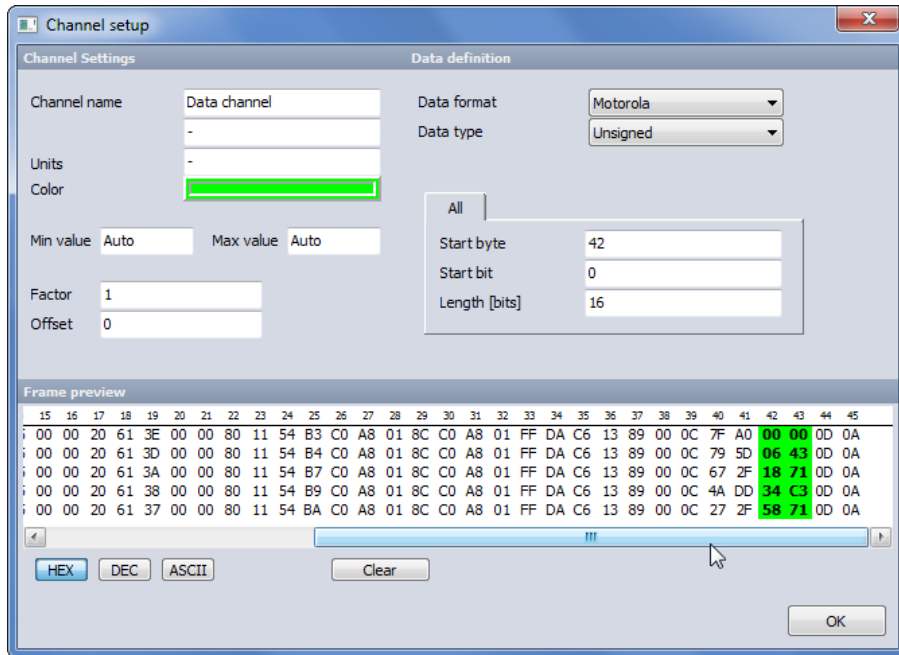 Channel setup
Channel Settings
Data definition
Channel name Data channel
-
Units -
Color
Min value Auto Max value Auto
Factor 1
Offset 0
Data format Motorola
Data type Unsigned
All
Start byte 42
Start bit 0
Length [bits] 16
Frame preview
15 16 17 18 19 20 21 22 23 24 25 26 27 28 29 30 31 32 33 34 35 36 37 38 39 40 41 42 43 44 45
00 00 20 61 3E 00 00 80 11 54 B3 C0 A8 01 8C C0 A8 01 FF DA C6 13 89 00 0C 7F A0 00 00 0D 0A
00 00 20 61 3D 00 00 80 11 54 B4 C0 A8 01 8C C0 A8 01 FF DA C6 13 89 00 0C 79 5D 06 43 0D 0A
00 00 20 61 3A 00 00 80 11 54 B7 C0 A8 01 8C C0 A8 01 FF DA C6 13 89 00 0C 67 2F 18 71 0D 0A
00 00 20 61 38 00 00 80 11 54 B9 C0 A8 01 8C C0 A8 01 FF DA C6 13 89 00 0C 4A DD 34 C3 0D 0A
00 00 20 61 37 00 00 80 11 54 BA C0 A8 01 8C C0 A8 01 FF DA C6 13 89 00 0C 27 2F 58 71 0D 0A
HEX DEC ASCII Clear
OK